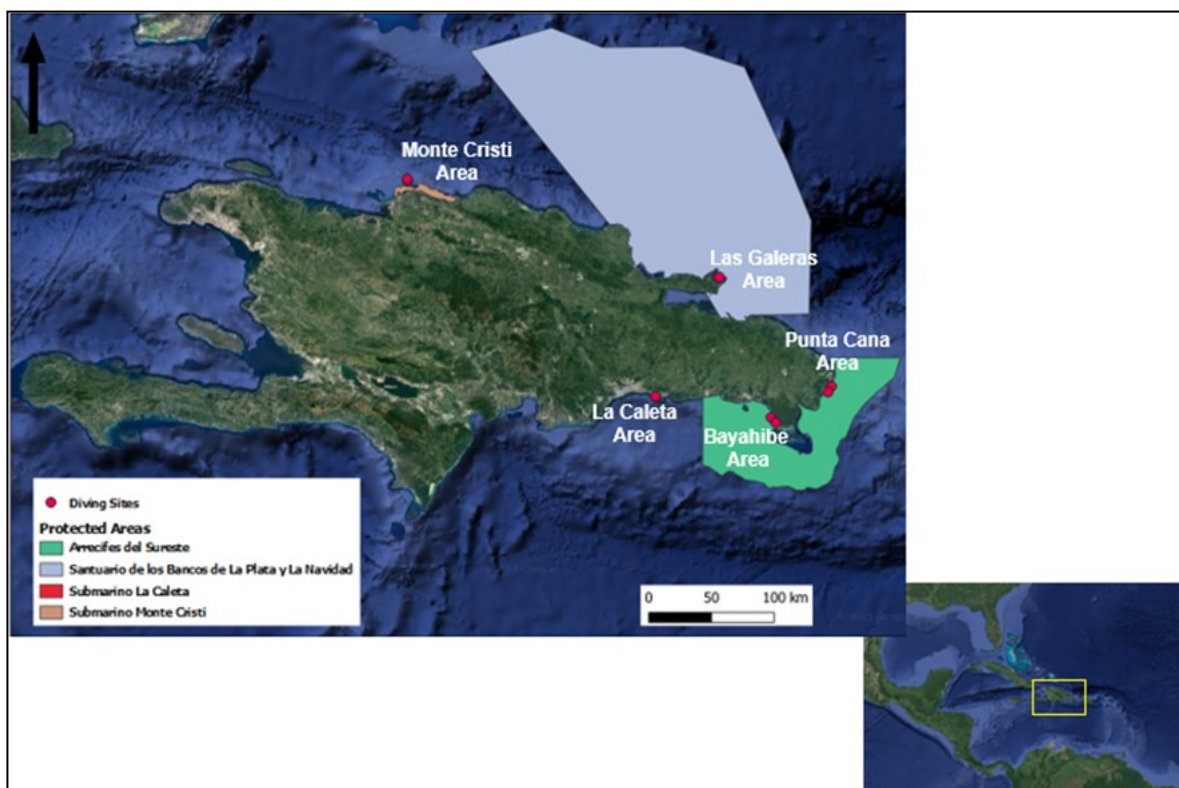 Monte Cristi
Area
Las Galeras
Area
Punta Cana
Area
La Caleta
Area
Bayahibe
Area
Diving Sites
Protected Areas
Arrecifes del Sureste
Santuario de los Bancos de La Plata y La Navidad
Submarino La Caleta
Submarino Monte Cristi
0 50 100 km